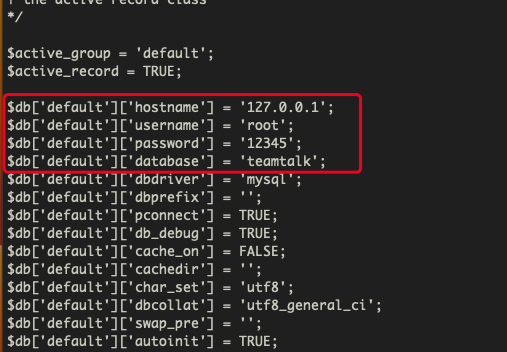 | the active record class
*/
$active_group = 'default';
$active_record = TRUE;
$db['default']['hostname'] = '127.0.0.1';
$db['default']['username'] = 'root';
$db['default']['password'] = '12345';
$db['default']['database'] = 'teamtalk';
$db['default']['dbdriver'] = 'mysql';
$db['default']['dbprefix'] = '';
$db['default']['pconnect'] = TRUE;
$db['default']['db_debug'] = TRUE;
$db['default']['cache_on'] = FALSE;
$db['default']['cachedir'] = '';
$db['default']['char_set'] = 'utf8';
$db['default']['dbcollat'] = 'utf8_general_ci';
$db['default']['swap_pre'] = '';
$db['default']['autoinit'] = TRUE;